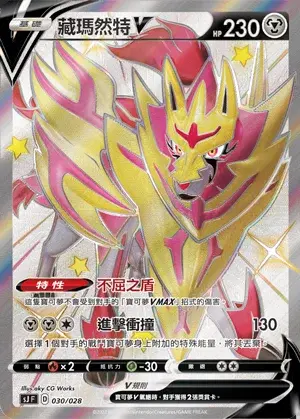 基礎 藏瑪然特V HP 230
特性 不屈之盾
這隻寶可夢不會受到對手的「寶可夢VMAX」招式的傷害。
進擊衝撞 130
選擇1個對手的戰鬥寶可夢身上附加的特殊能量,將其丟棄。
弱點 ×2 抵抗力 -30 撤退
Illus. aky CG Works
V規則
sJ F D 030/028
寶可夢V氣絕時,對手獲得2張獎賞卡。